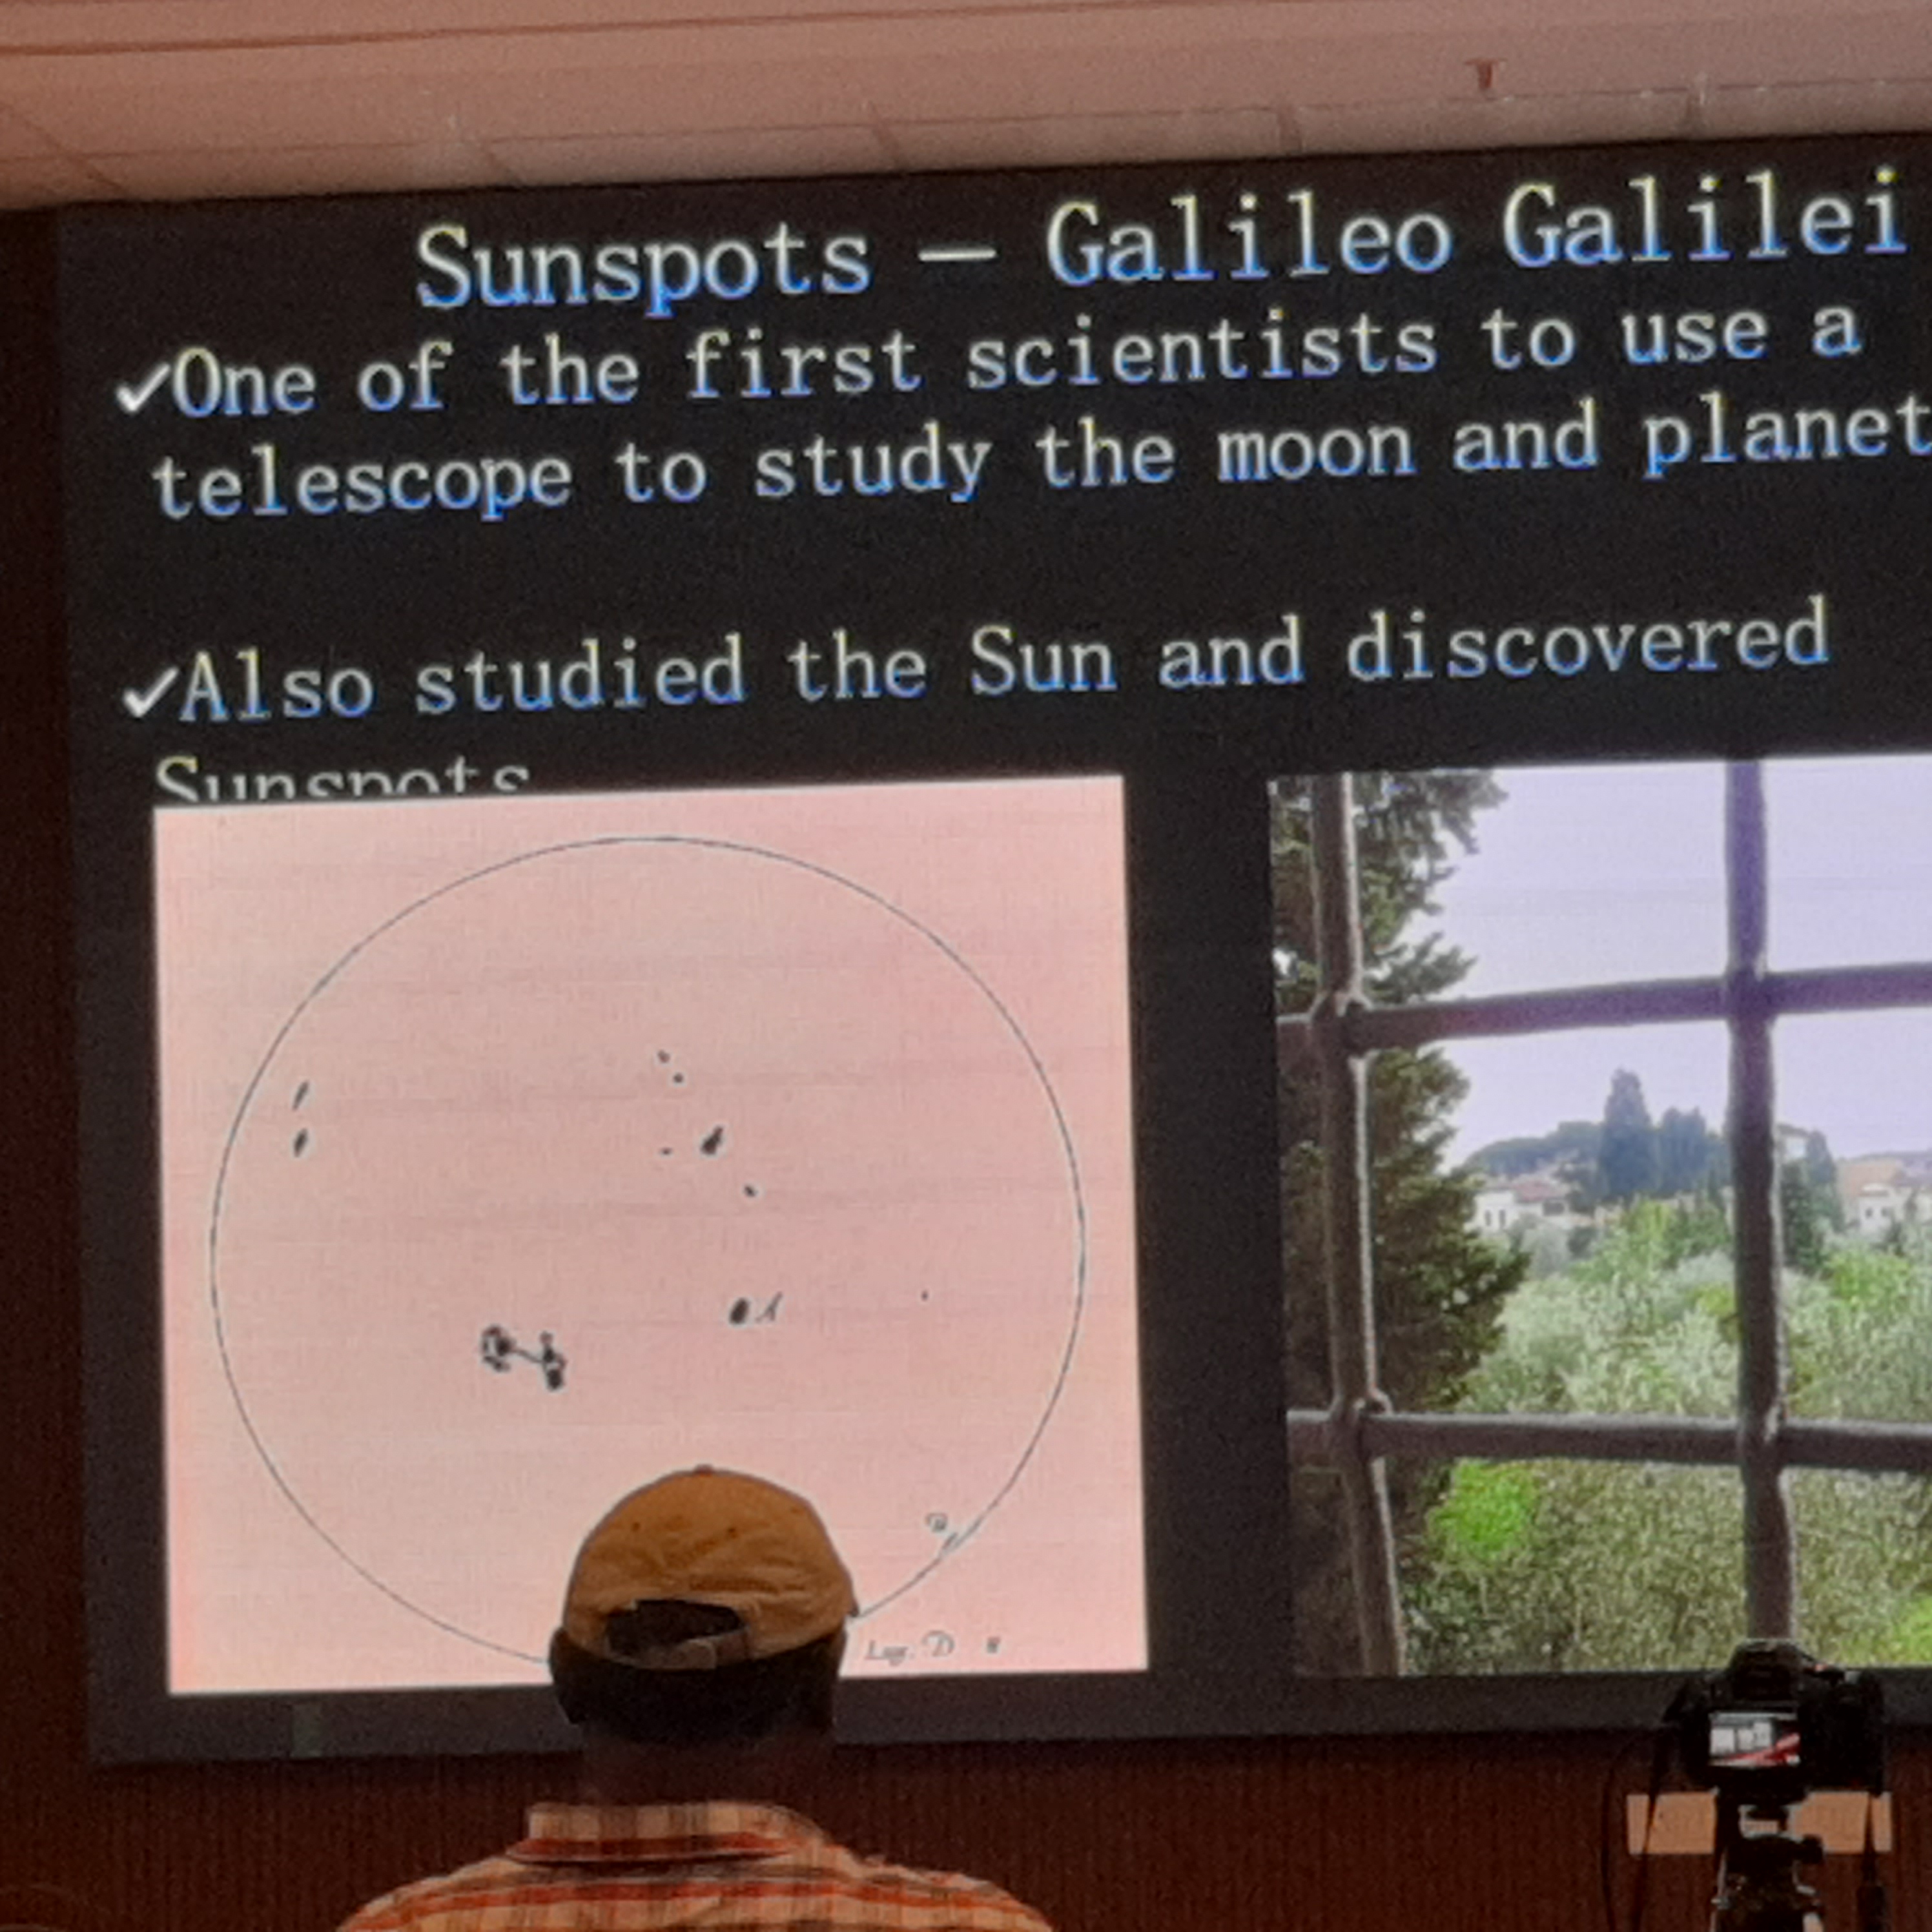 Sunspots — Galileo Galilei
✓One of the first scientists to use a
telescope to study the moon and planet
✓Also studied the Sun and discovered
Sunspots
D 8